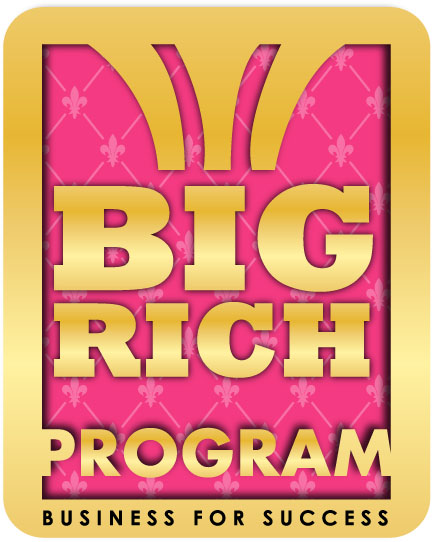 BIG
RICH
PROGRAM
BUSINESS FOR SUCCESS